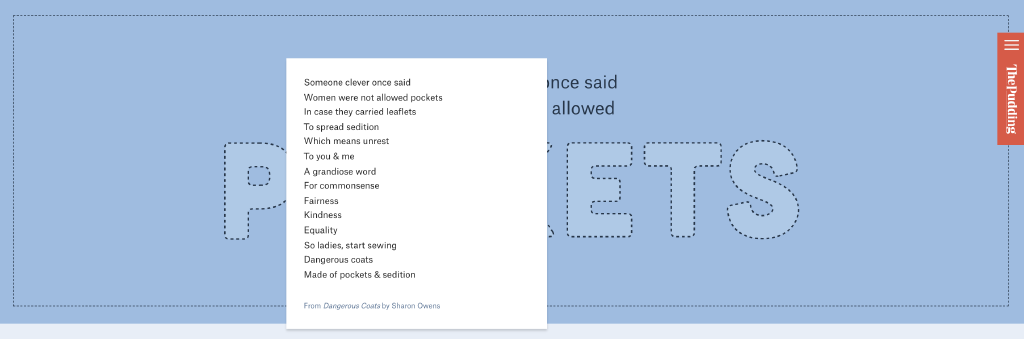 once said
allowed
P KETS
Someone clever once said
Women were not allowed pockets
In case they carried leaflets
To spread sedition
Which means unrest
To you & me
A grandiose word
For commonsense
Fairness
Kindness
Equality
So ladies, start sewing
Dangerous coats
Made of pockets & sedition
From Dangerous Coats by Sharon Owens
ThePudding